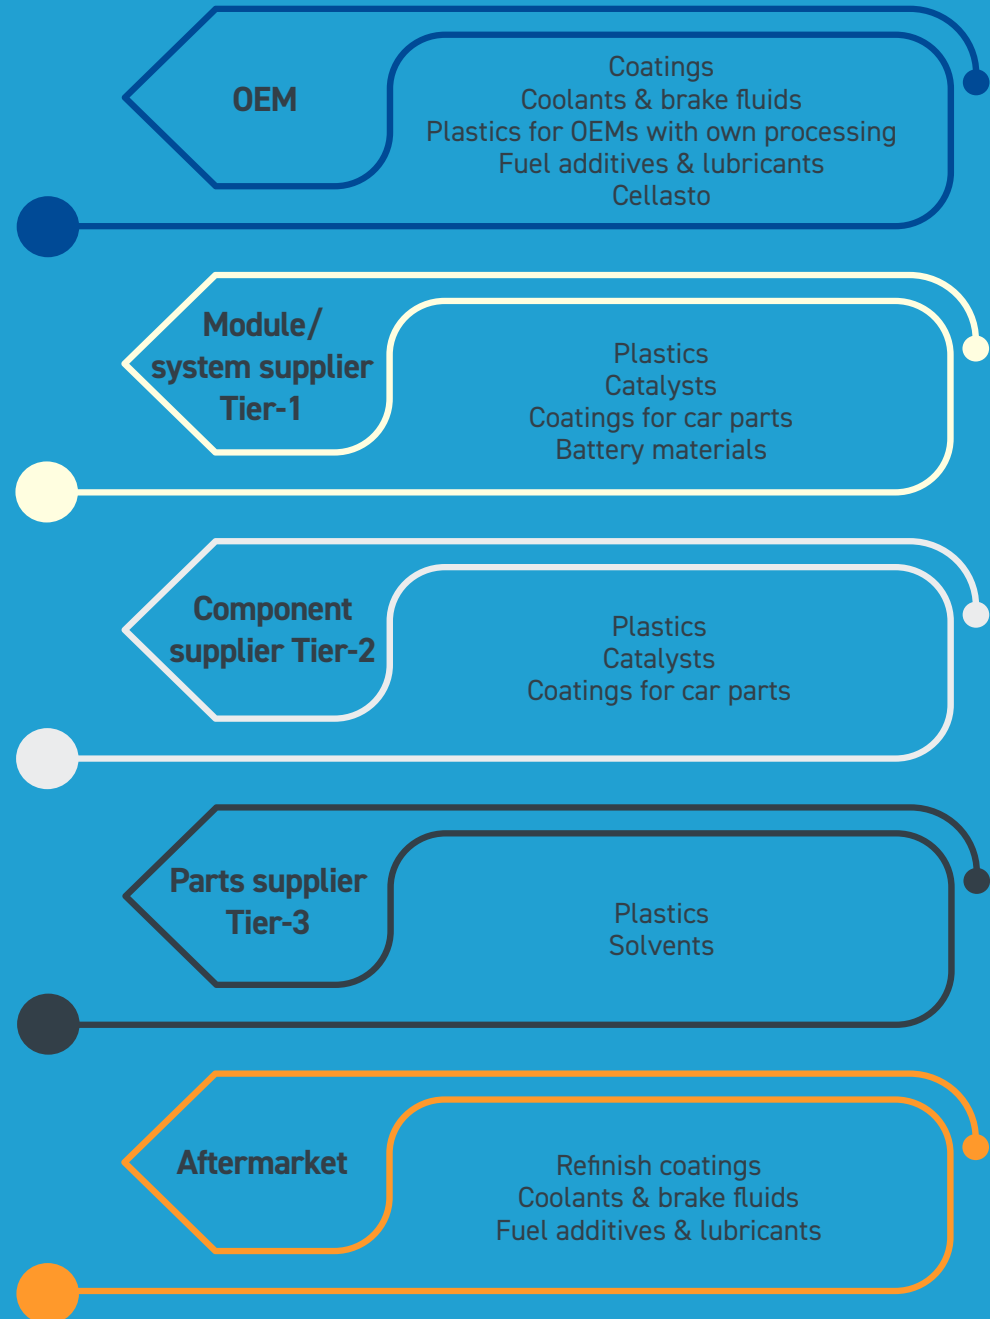 OEM
Coatings
Coolants & brake fluids
Plastics for OEMs with own processing
Fuel additives & lubricants
Cellasto
Module/
system supplier
Tier-1
Plastics
Catalysts
Coatings for car parts
Battery materials
Component
supplier Tier-2
Plastics
Catalysts
Coatings for car parts
Parts supplier
Tier-3
Plastics
Solvents
Aftermarket
Refinish coatings
Coolants & brake fluids
Fuel additives & lubricants